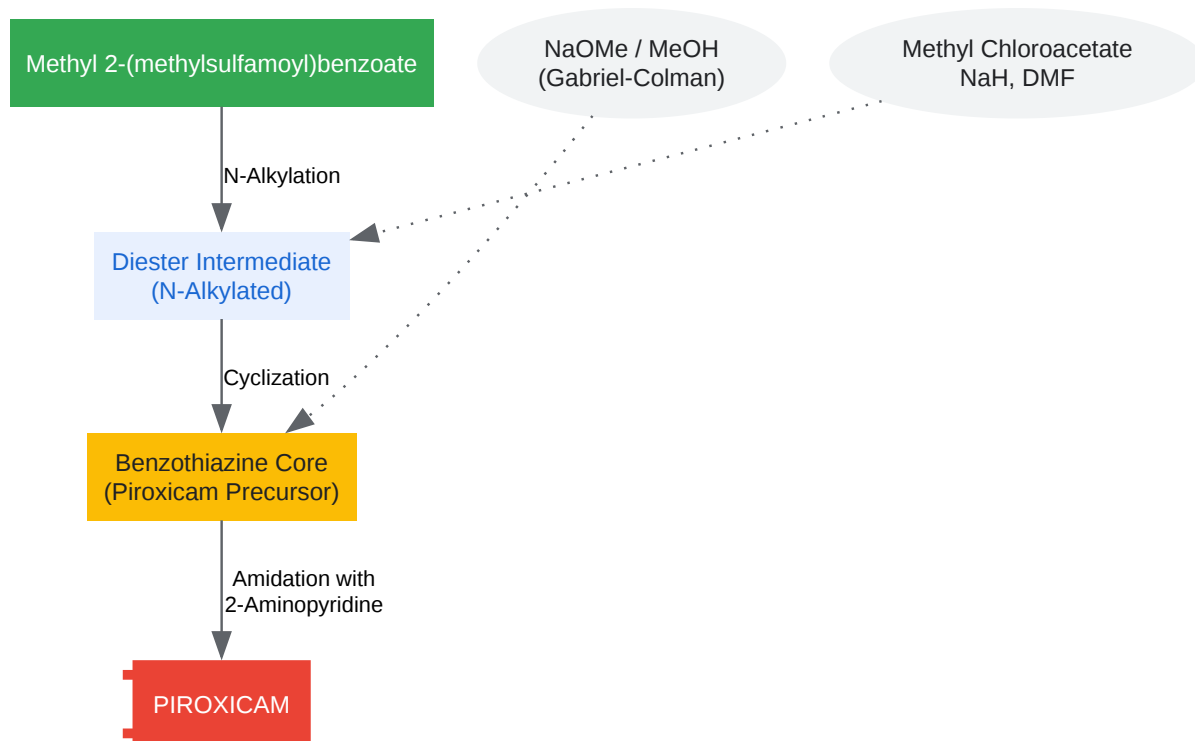 Methyl 2-(methylsulfamoyl)benzoate
NaOMe / MeOH
(Gabriel-Colman)
Methyl Chloroacetate
NaH, DMF
N-Alkylation
Diester Intermediate
(N-Alkylated)
Cyclization
Benzothiazine Core
(Piroxicam Precursor)
Amidation with
2-Aminopyridine
PIROXICAM